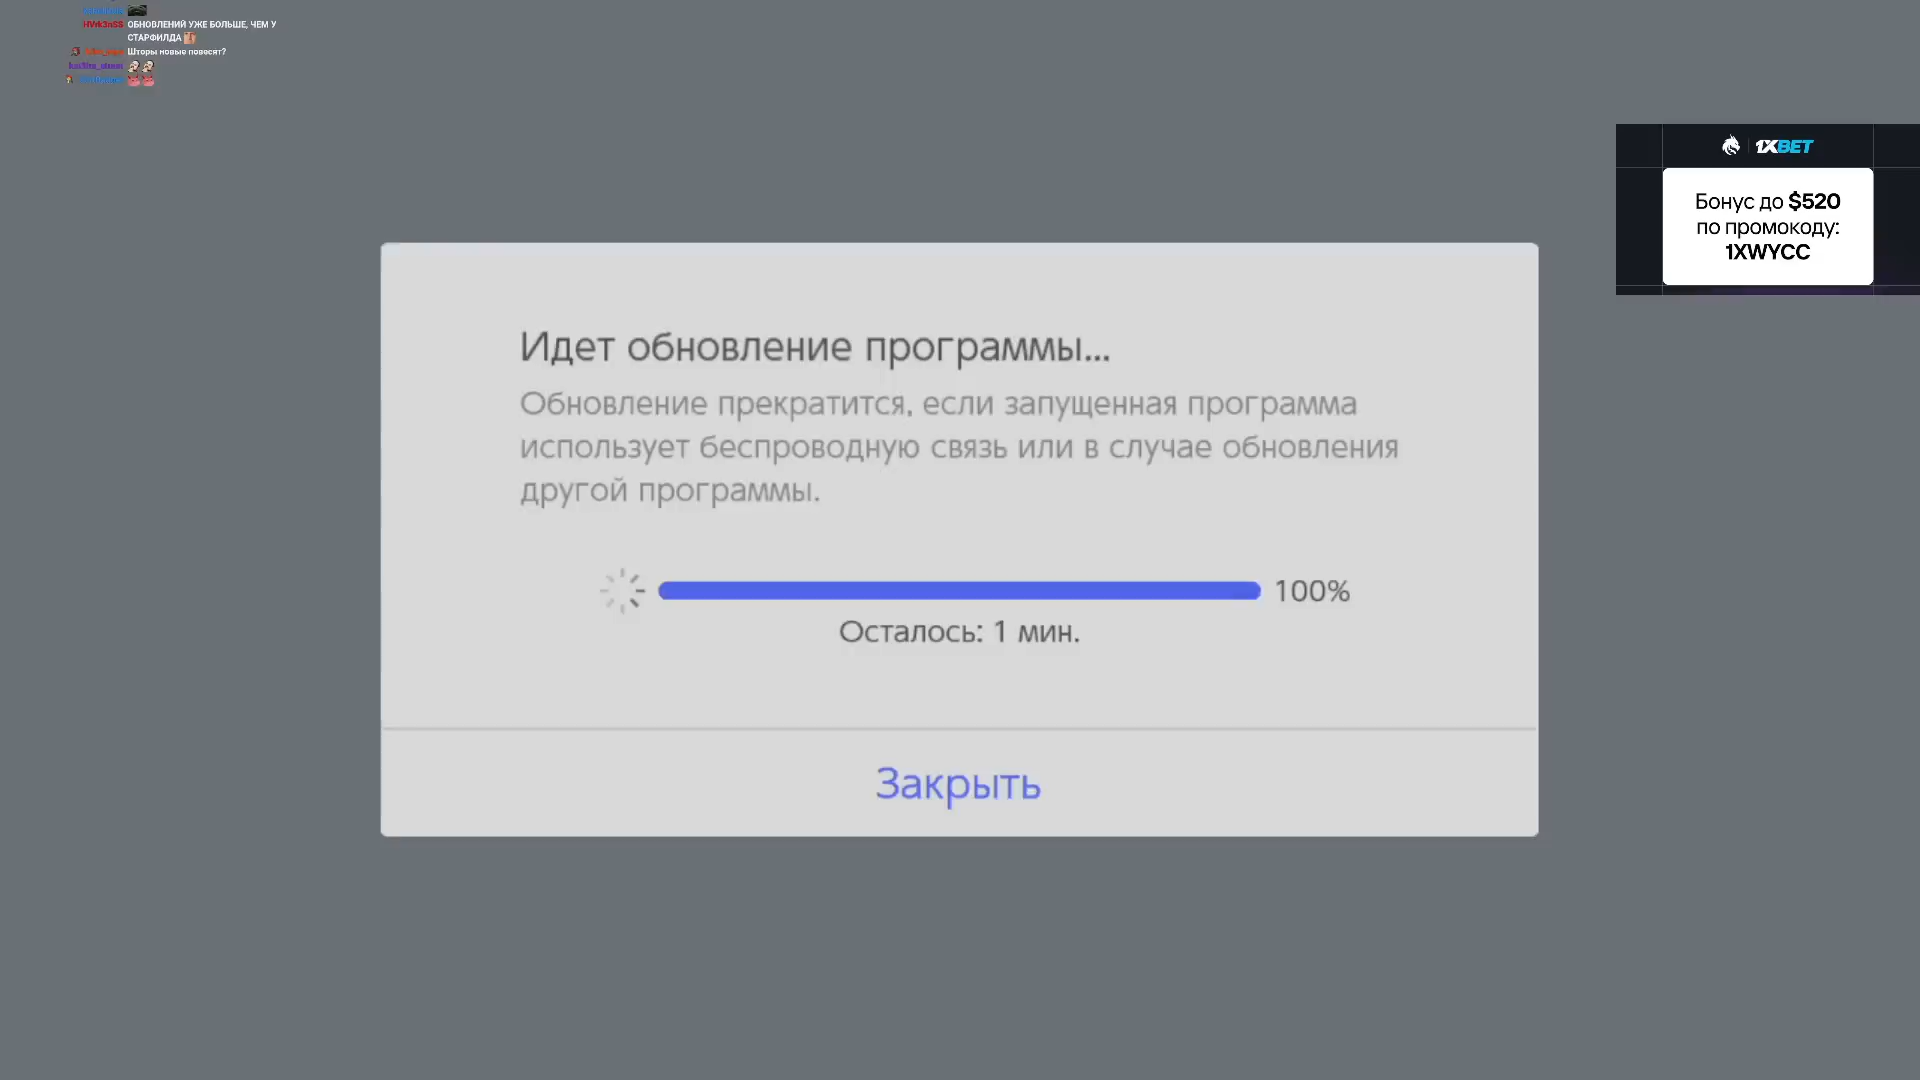 HVrk3nSS ОБНОВЛЕНИЙ УЖЕ БОЛЬШЕ, ЧЕМ У
СТАРФИЛДА
Шторы новые повесят?
1XBET
Бонус до $520
по промокоду:
1XWYCC
Идет обновление программы...
Обновление прекратится, если запущенная программа
использует беспроводную связь или в случае обновления
другой программы.
100%
Осталось: 1 мин.
Закрыть